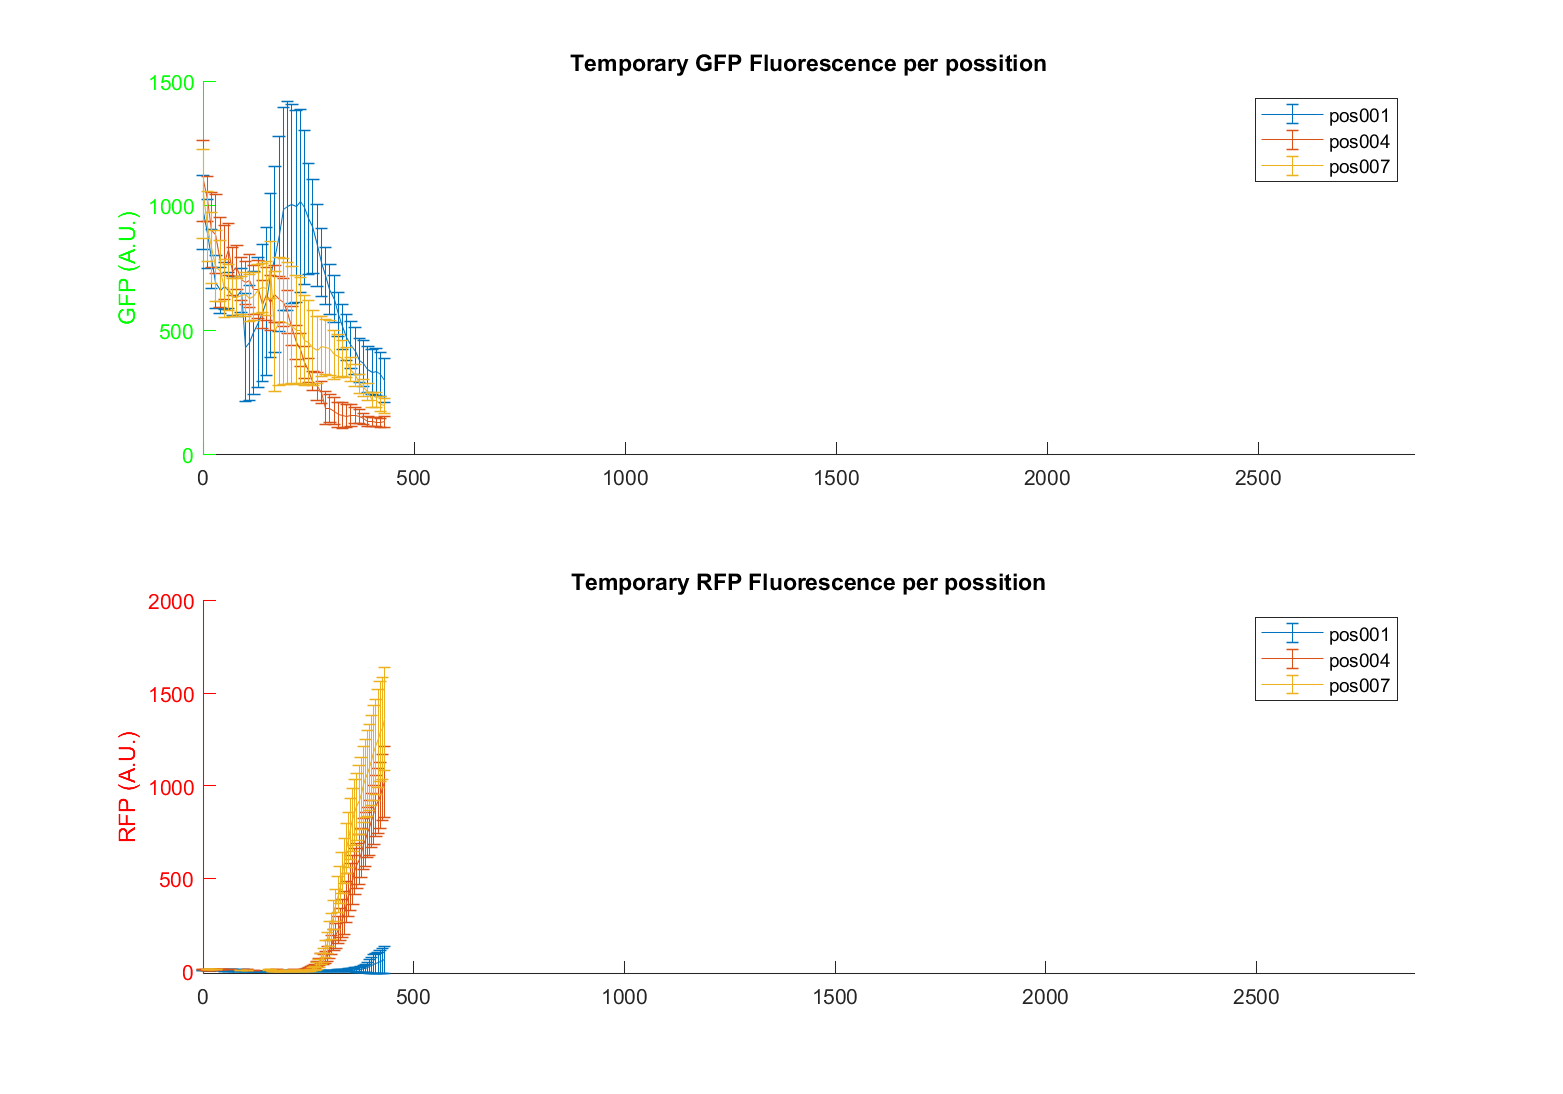 Temporary GFP Fluorescence per possition
1500
1000
500
0
GFP (A.U.)
pos001
pos004
pos007
0 500 1000 1500 2000 2500
Temporary RFP Fluorescence per possition
2000
1500
1000
500
0
RFP (A.U.)
pos001
pos004
pos007
0 500 1000 1500 2000 2500